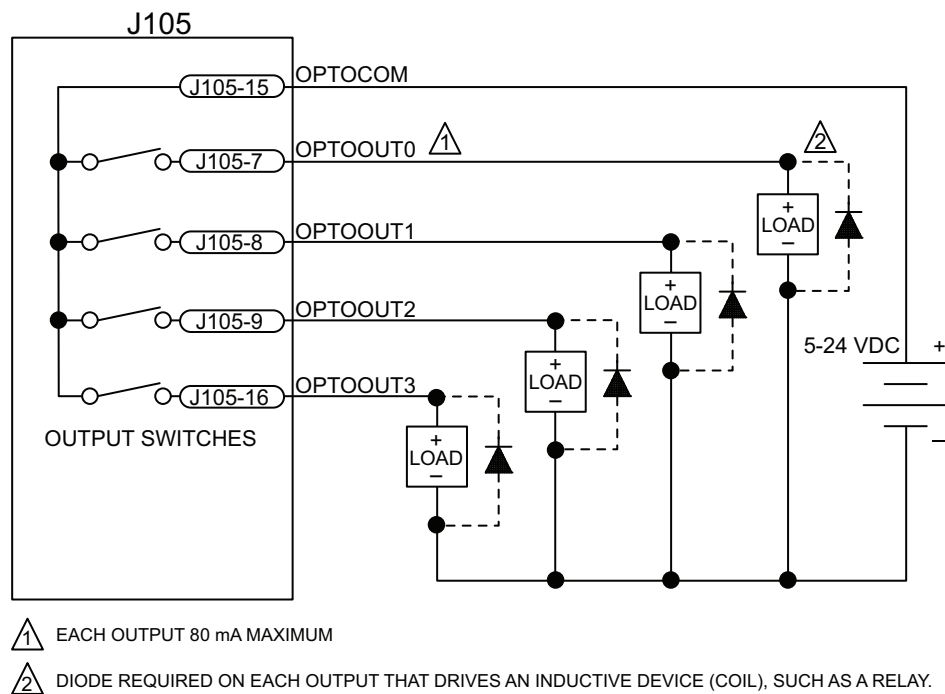 J105
J105-15 OPTOCOM
J105-7 OPTOOUT0 1 2
+
LOAD
–
J105-8 OPTOOUT1
+
LOAD
–
J105-9 OPTOOUT2
+
LOAD
–
5-24 VDC +
–
J105-16 OPTOOUT3
+
LOAD
–
OUTPUT SWITCHES
1 EACH OUTPUT 80 mA MAXIMUM
2 DIODE REQUIRED ON EACH OUTPUT THAT DRIVES AN INDUCTIVE DEVICE (COIL), SUCH AS A RELAY.